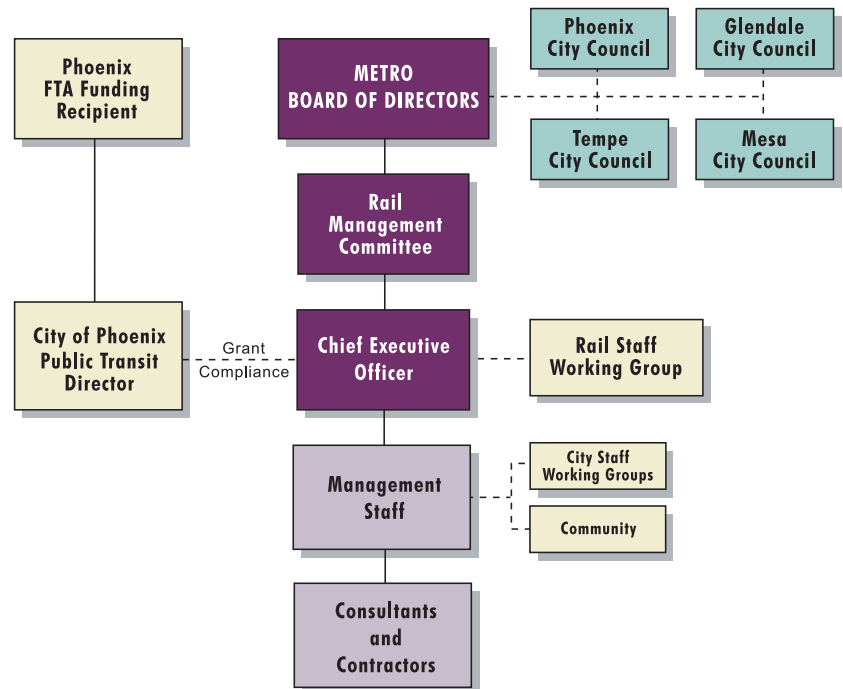 Phoenix
FTA Funding
Recipient
METRO
BOARD OF DIRECTORS
Phoenix
City Council
Glendale
City Council
Tempe
City Council
Mesa
City Council
Rail
Management
Committee
City of Phoenix
Public Transit
Director
Grant
Compliance
Chief Executive
Officer
Rail Staff
Working Group
Management
Staff
City Staff
Working Groups
Community
Consultants
and
Contractors